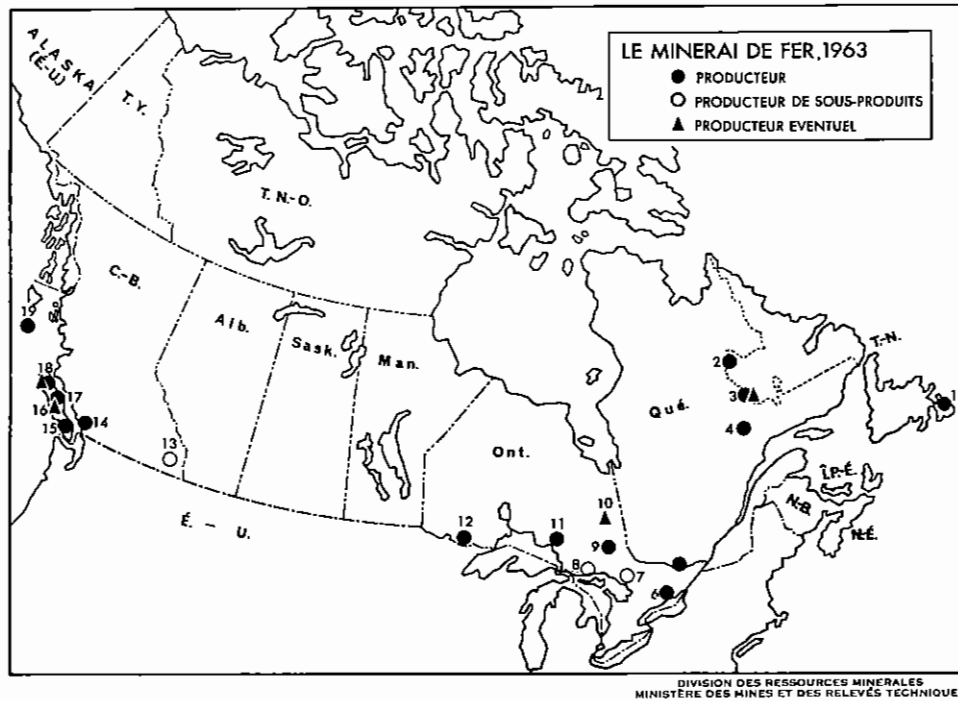 ALASKA
(É-U)
T. Y.
T. N.-O.
C.-B.
Alb.
Sask.
Man.
Ont.
Qué.
T.-N.
Î.P.-É.
N.-B.
N.-É.
É. - U.
LE MINERAI DE FER, 1963
PRODUCTEUR
PRODUCTEUR DE SOUS-PRODUITS
PRODUCTEUR EVENTUEL
19
18
17
16
15
14
13
12
11
10
9
8
7
6
4
3
2
1
DIVISION DES RESSOURCES MINERALES
MINISTÈRE DES MINES ET DES RELEVÉS TECHNIQUE